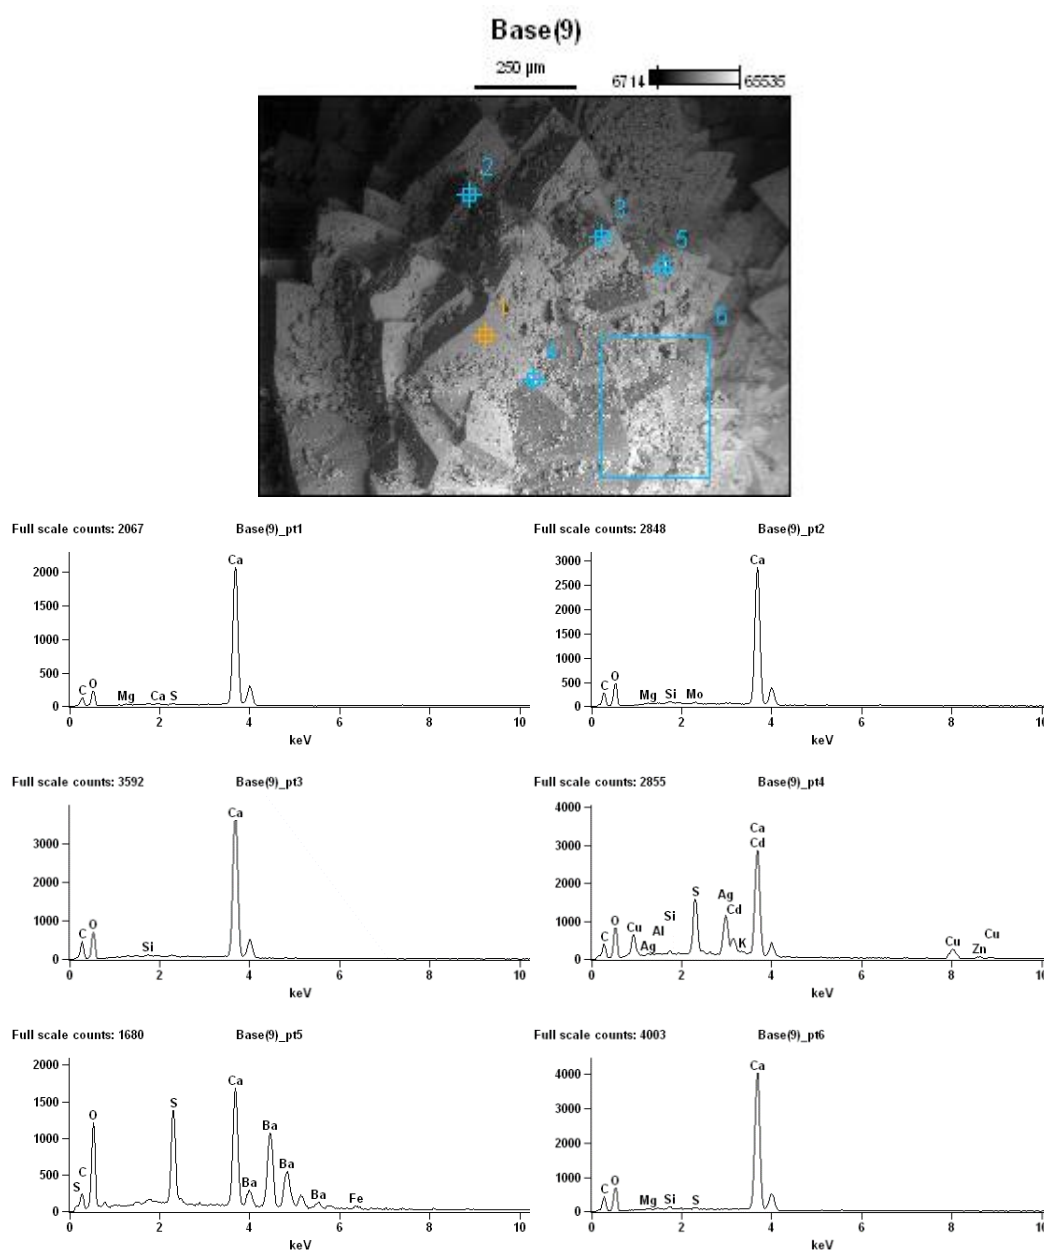 Base(9)
250 µm
6714 65535
2
3
5
1
6
4
Full scale counts: 2067 Base(9)_pt1
2000
1500
1000
500
0
Ca
C O Mg Ca S
0 2 4 6 8 10
keV
Full scale counts: 2848 Base(9)_pt2
3000
2500
2000
1500
1000
500
0
Ca
C O Mg Si Mo
0 2 4 6 8 10
keV
Full scale counts: 3592 Base(9)_pt3
3000
2000
1000
0
Ca
C O Si
0 2 4 6 8 10
keV
Full scale counts: 2855 Base(9)_pt4
4000
3000
2000
1000
0
Ca
Cd
C O Cu Ag Al Si S Ag Cd K Cu Zn Cu
0 2 4 6 8 10
keV
Full scale counts: 1680 Base(9)_pt5
2000
1500
1000
500
0
S C O S Ca Ba Ba Ba Ba Fe
0 2 4 6 8 10
keV
Full scale counts: 4003 Base(9)_pt6
4000
3000
2000
1000
0
Ca
C O Mg Si S
0 2 4 6 8 10
keV